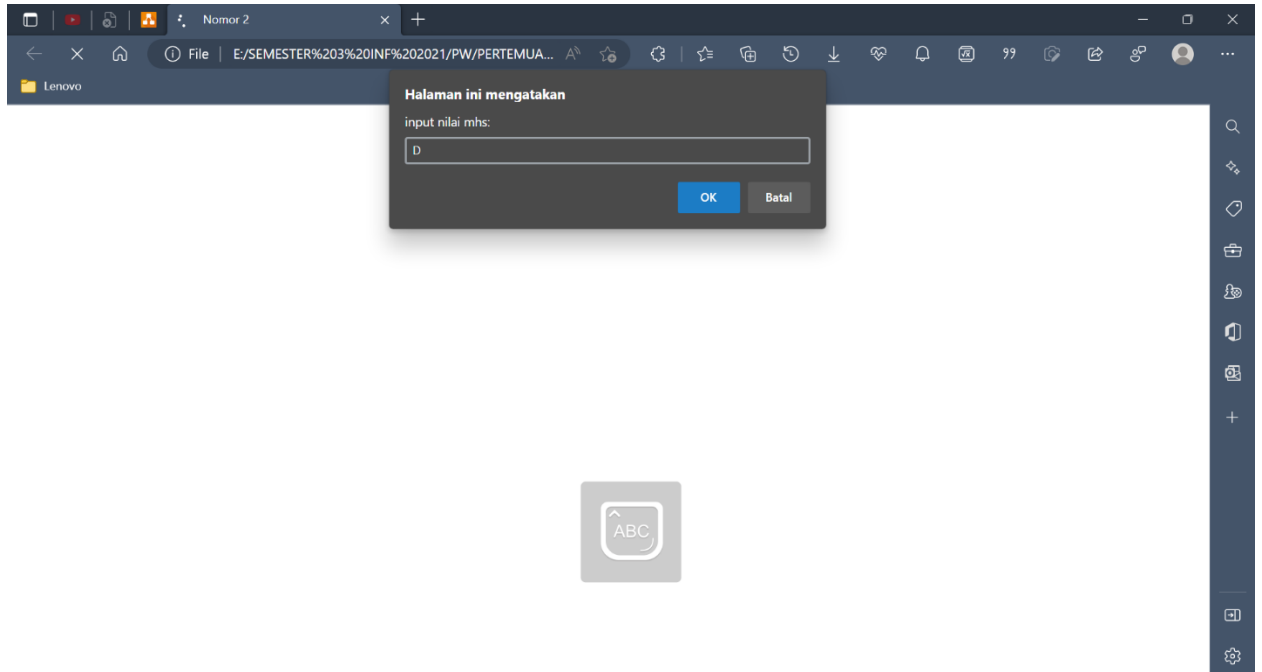 Nomor 2
File | E:/SEMESTER%203%20INF%202021/PW/PERTEMUA...
Lenovo
Halaman ini mengatakan
input nilai mhs:
D
OK Batal
ABC